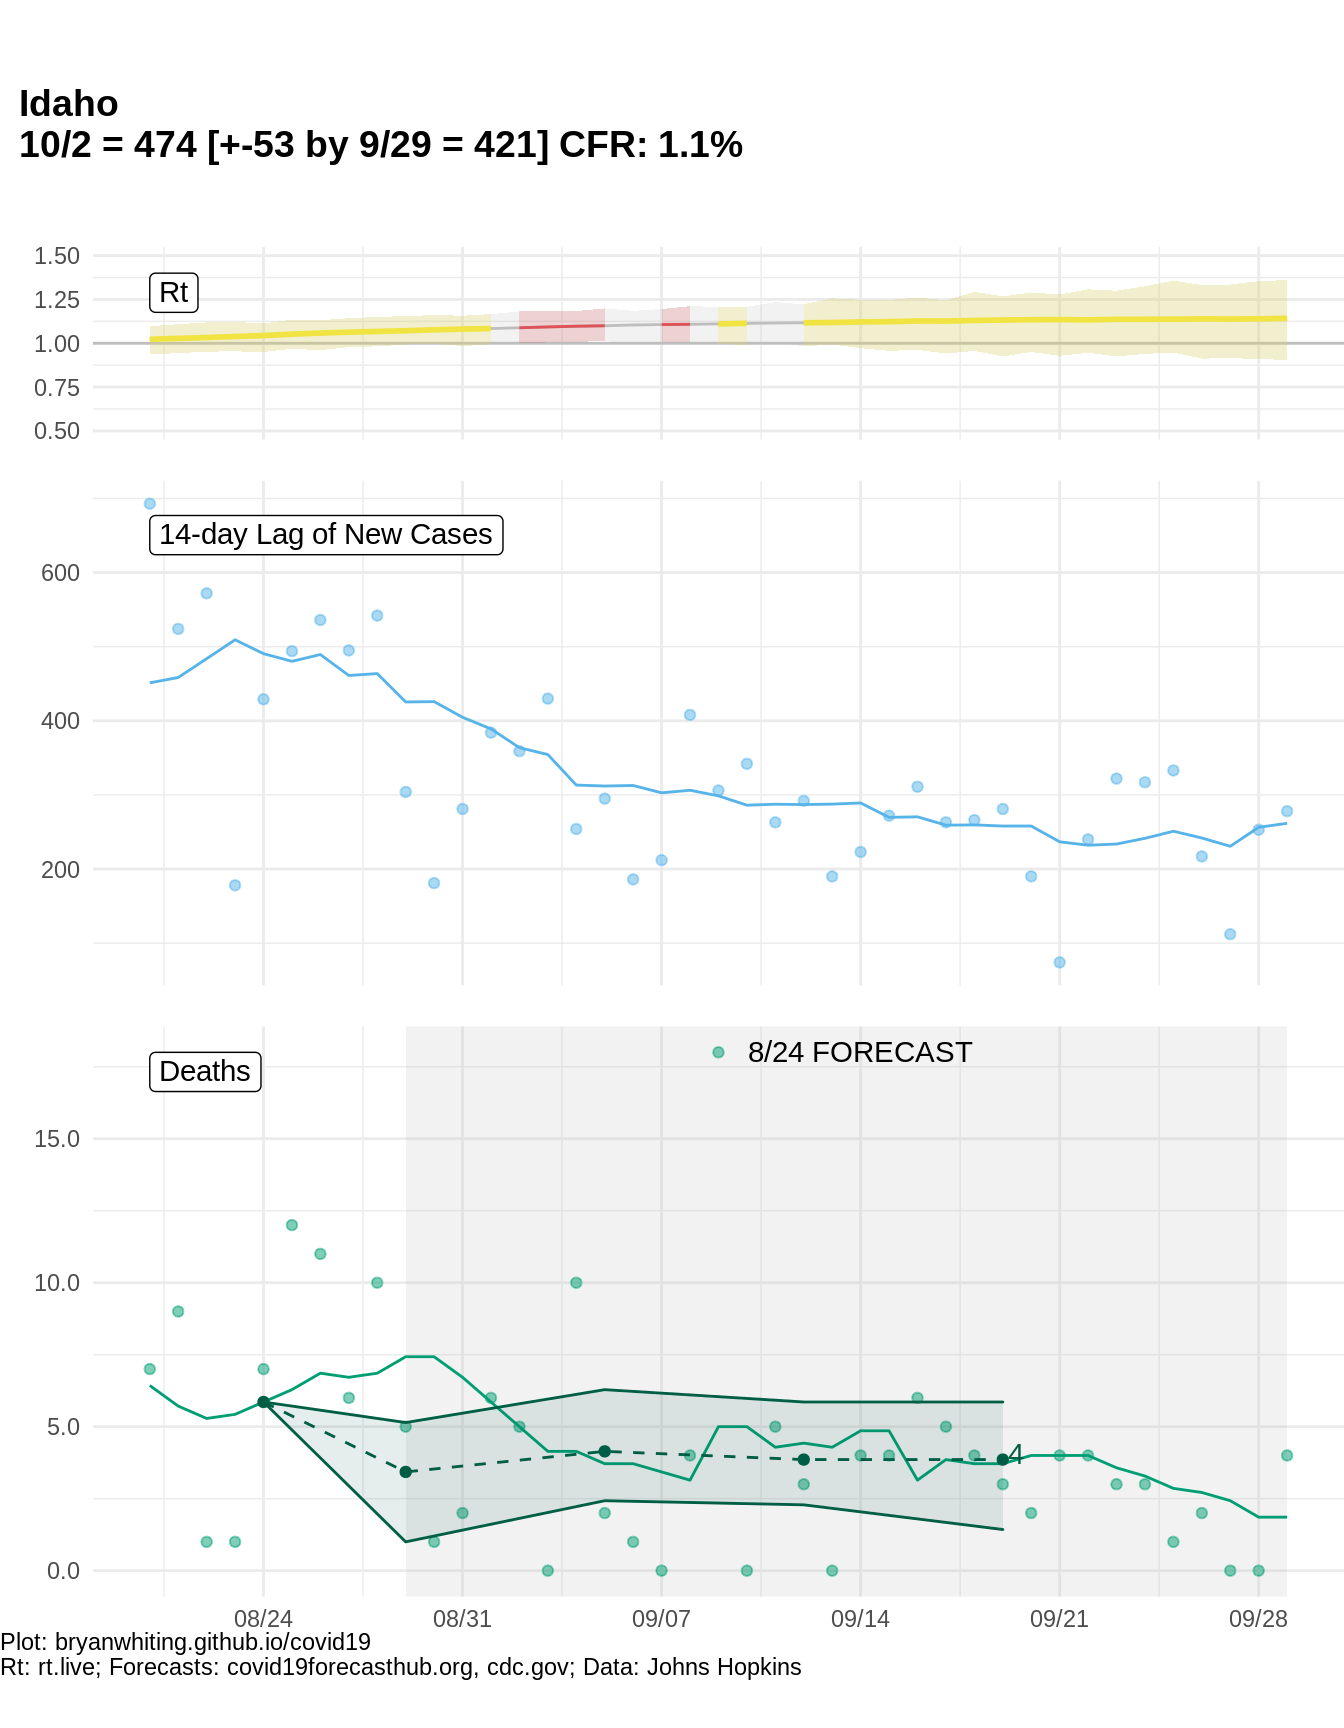 Idaho
10/2 = 474 [+-53 by 9/29 = 421] CFR: 1.1%
1.50
Rt
1.25
1.00
0.75
0.50
14-day Lag of New Cases
600
400
200
8/24 FORECAST
Deaths
15.0
10.0
5.0
4
0.0
08/24 08/31 09/07 09/14 09/21 09/28
Plot: bryanwhiting.github.io/covid19
Rt: rt.live; Forecasts: covid19forecasthub.org, cdc.gov; Data: Johns Hopkins